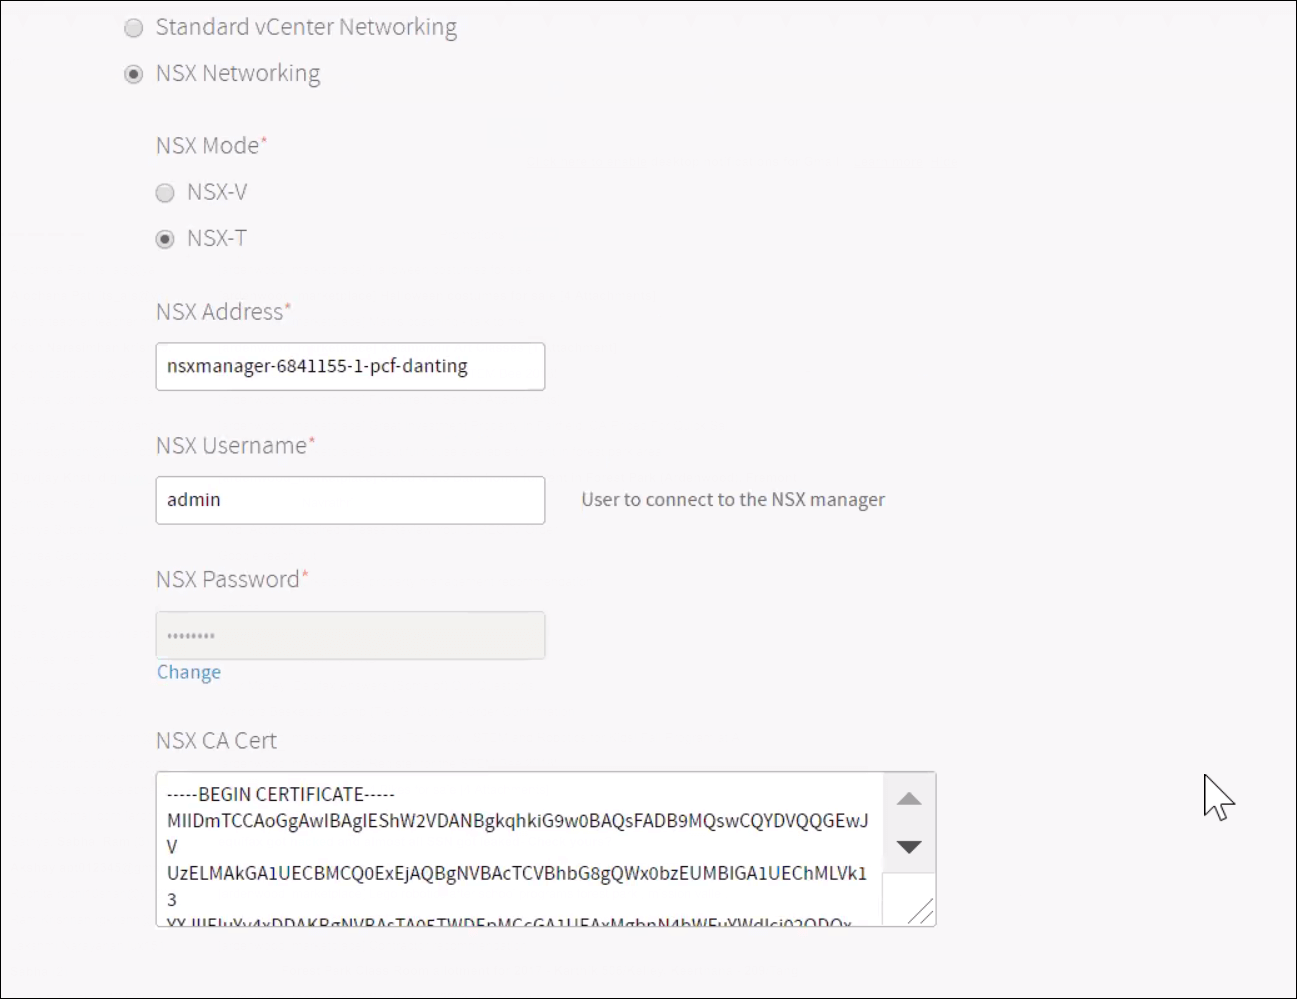 Standard vCenter Networking
NSX Networking
NSX Mode*
NSX-V
NSX-T
NSX Address*
nsxmanager-6841155-1-pcf-danting
NSX Username*
admin
User to connect to the NSX manager
NSX Password*
••••••••
Change
NSX CA Cert
-----BEGIN CERTIFICATE-----
MIIDmTCCAoGgAwIBAgIEShW2VDANBgkqhkiG9w0BAQsFADB9MQswCQYDVQQGEwJ
V
UzELMAkGA1UECBMCQ0ExEjAQBgNVBAcTCVBhbG8gQWx0bzEUMBIGA1UEChMLVk1
3